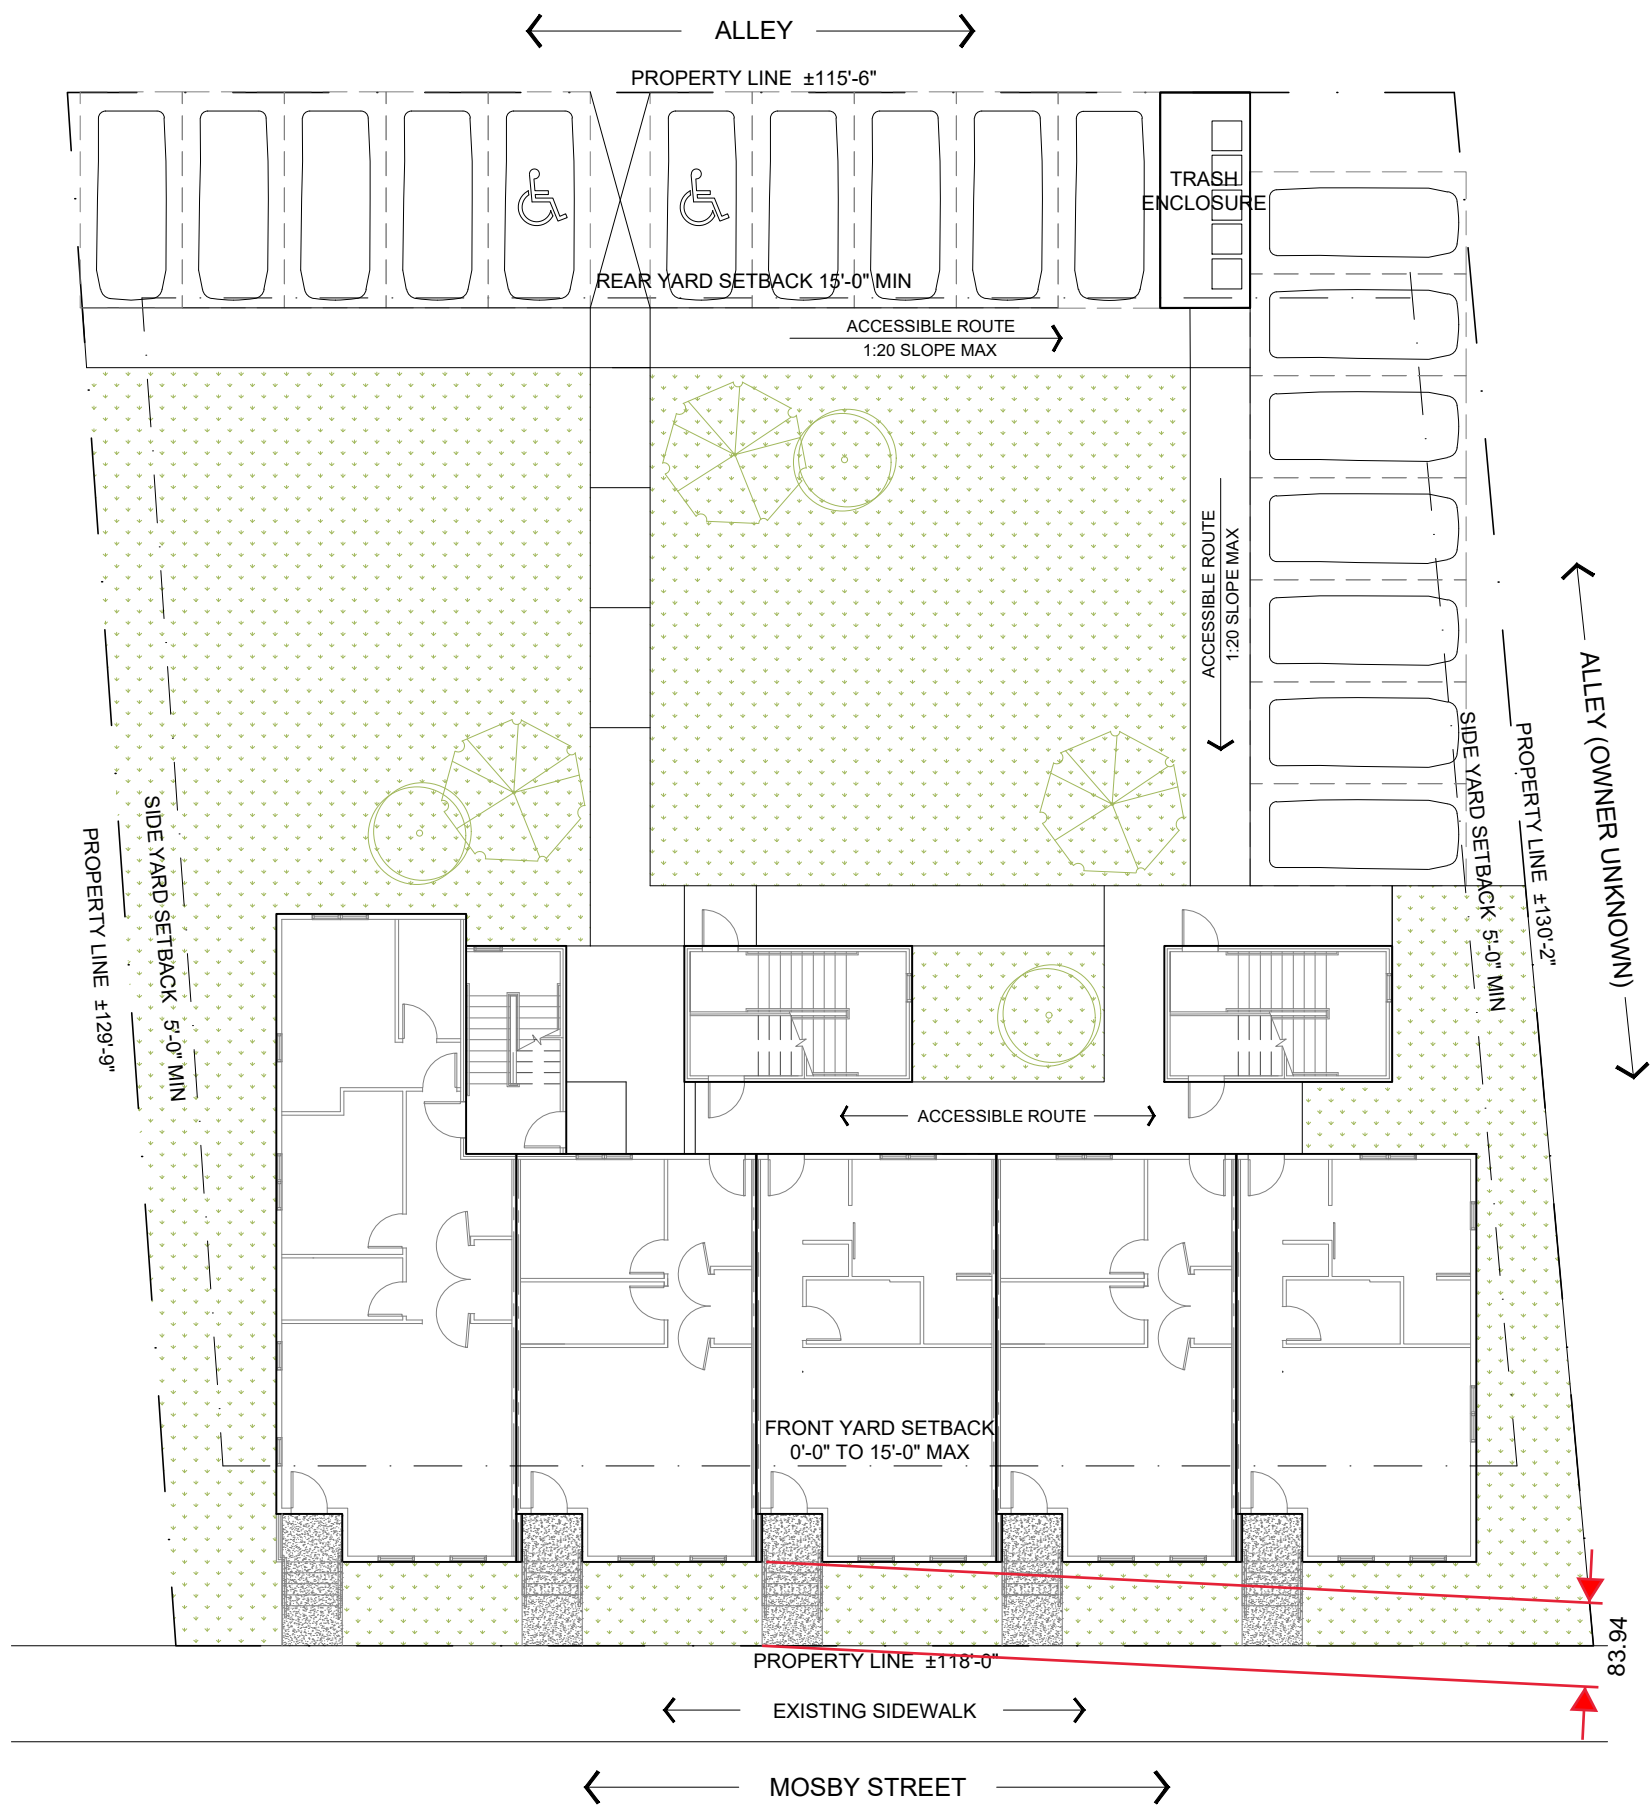 ALLEY
PROPERTY LINE ±115'-6"
TRASH
ENCLOSURE
REAR YARD SETBACK 15'-0" MIN
ACCESSIBLE ROUTE
1:20 SLOPE MAX
ACCESSIBLE ROUTE
1:20 SLOPE MAX
ALLEY (OWNER UNKNOWN)
SIDE YARD SETBACK 5'-0" MIN
PROPERTY LINE ±130'-2"
SIDE YARD SETBACK 5'-0" MIN
PROPERTY LINE ±129'-9"
ACCESSIBLE ROUTE
FRONT YARD SETBACK
0'-0" TO 15'-0" MAX
83.94
PROPERTY LINE ±118'-0"
EXISTING SIDEWALK
MOSBY STREET